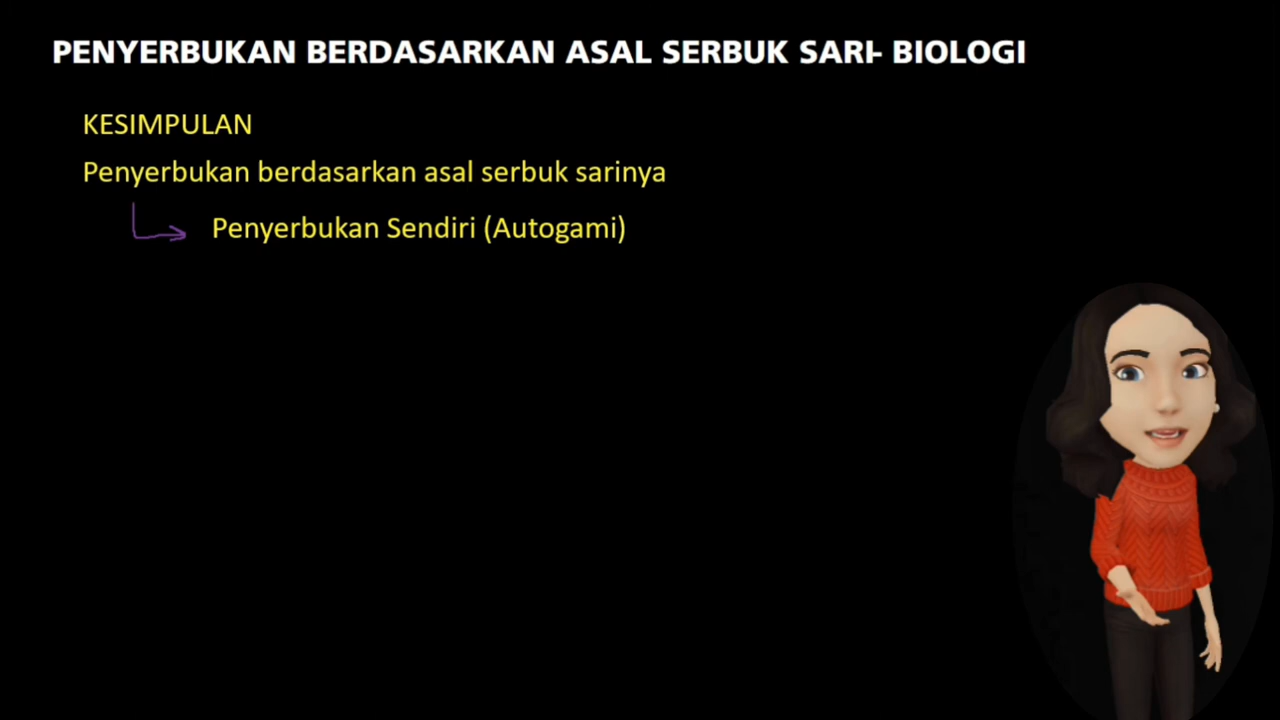 PENYERBUKAN BERDASARKAN ASAL SERBUK SARI- BIOLOGI
KESIMPULAN
Penyerbukan berdasarkan asal serbuk sarinya
Penyerbukan Sendiri (Autogami)